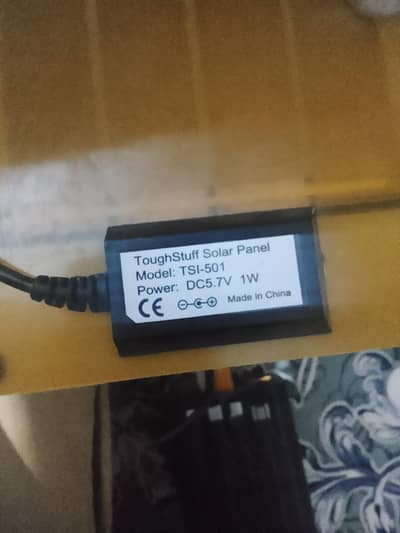 ToughStuff Solar Panel
Model: TSI-501
Power: DC5.7V 1W
CE Made in China